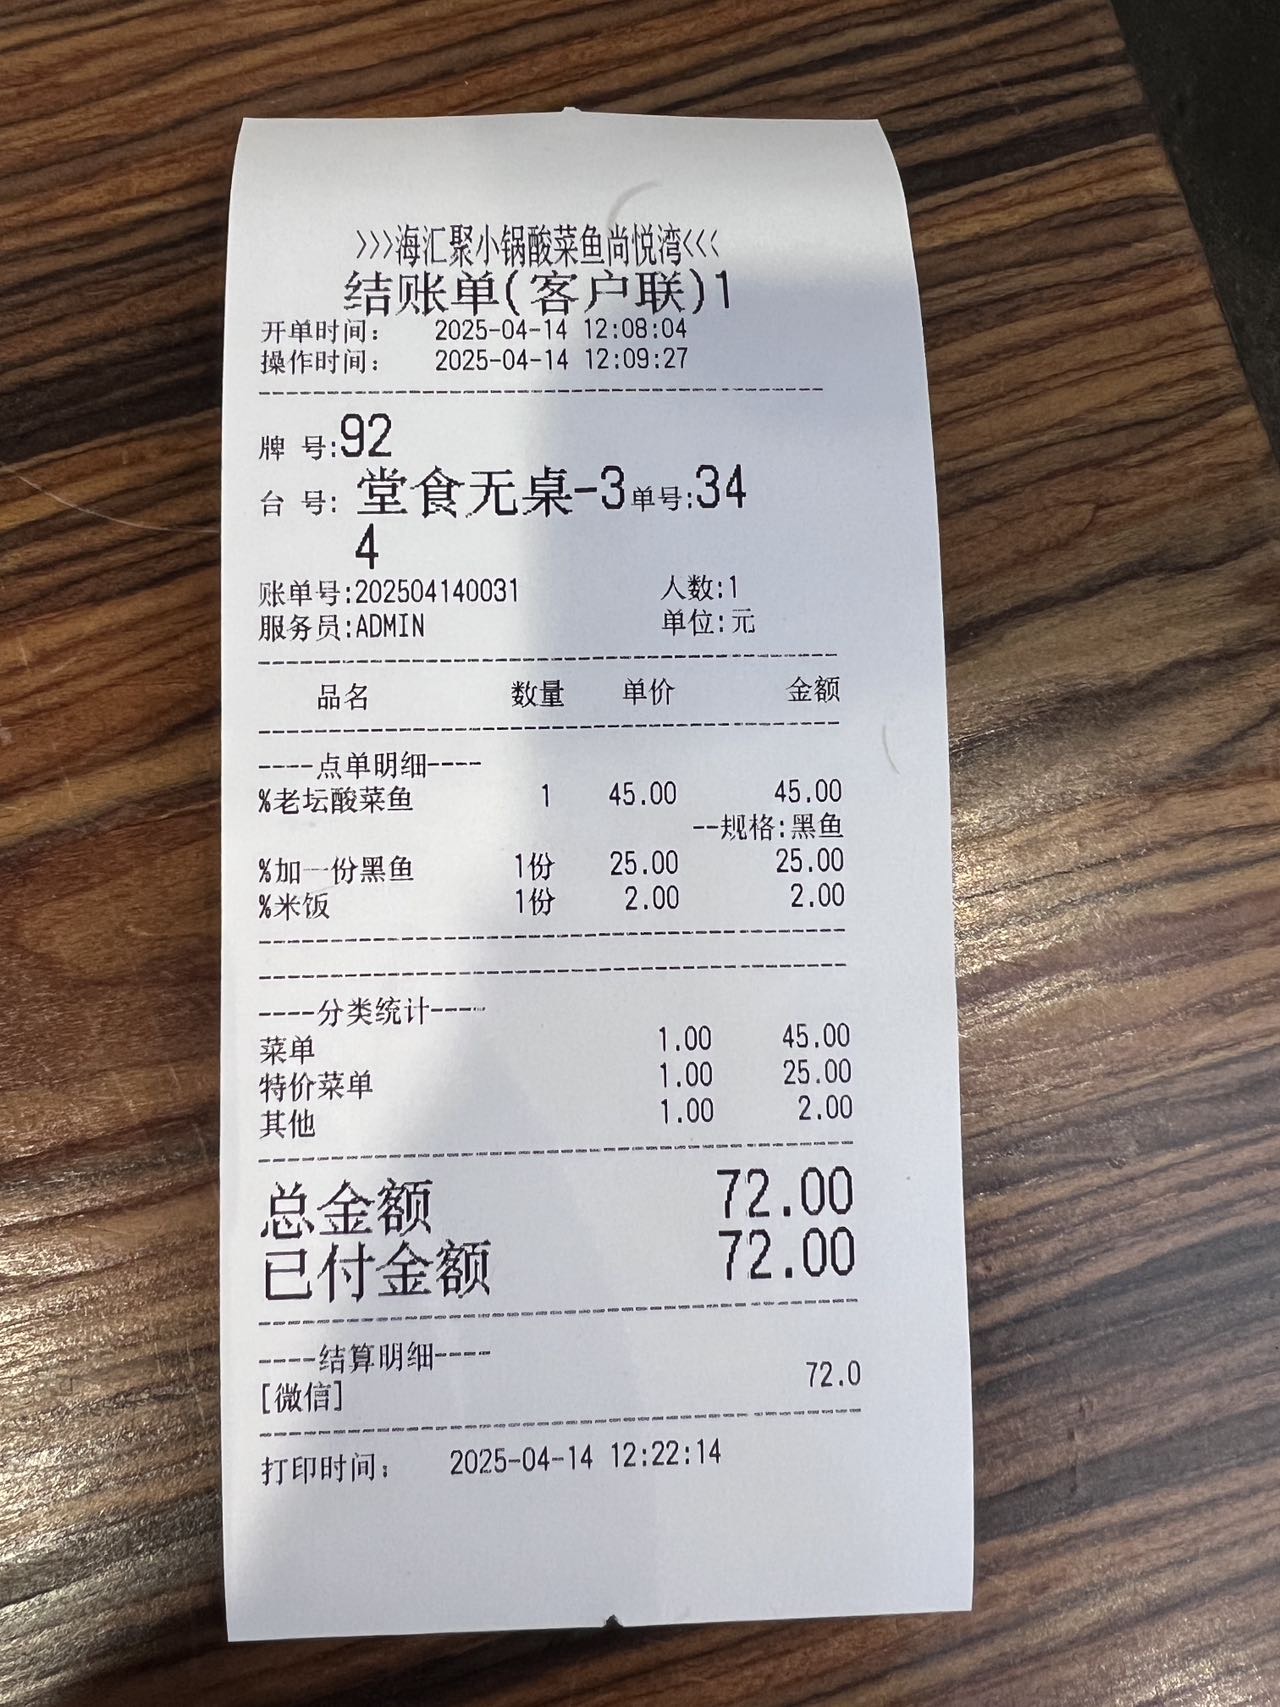 >>>海汇聚小锅酸菜鱼尚悦湾<<<
结账单(客户联)1
开单时间: 2025-04-14 12:08:04
操作时间: 2025-04-14 12:09:27
牌 号:92
台 号: 堂食无桌-3单号:34
4
账单号:202504140031 人数:1
服务员:ADMIN 单位:元
品名 数量 单价 金额
----点单明细----
%老坛酸菜鱼 1 45.00 45.00
--规格:黑鱼
%加一份黑鱼 1份 25.00 25.00
%米饭 1份 2.00 2.00
----分类统计----
菜单 1.00 45.00
特价菜单 1.00 25.00
其他 1.00 2.00
总金额 72.00
已付金额 72.00
----结算明细----
[微信] 72.0
打印时间: 2025-04-14 12:22:14